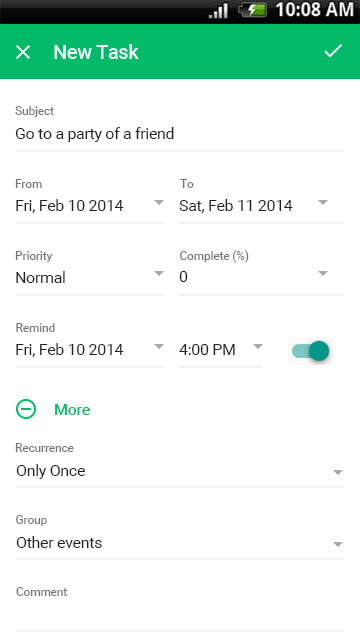 10:08 AM
New Task
Subject
Go to a party of a friend
From To
Fri, Feb 10 2014 Sat, Feb 11 2014
Priority Complete (%)
Normal 0
Remind
Fri, Feb 10 2014 4:00 PM
More
Recurrence
Only Once
Group
Other events
Comment